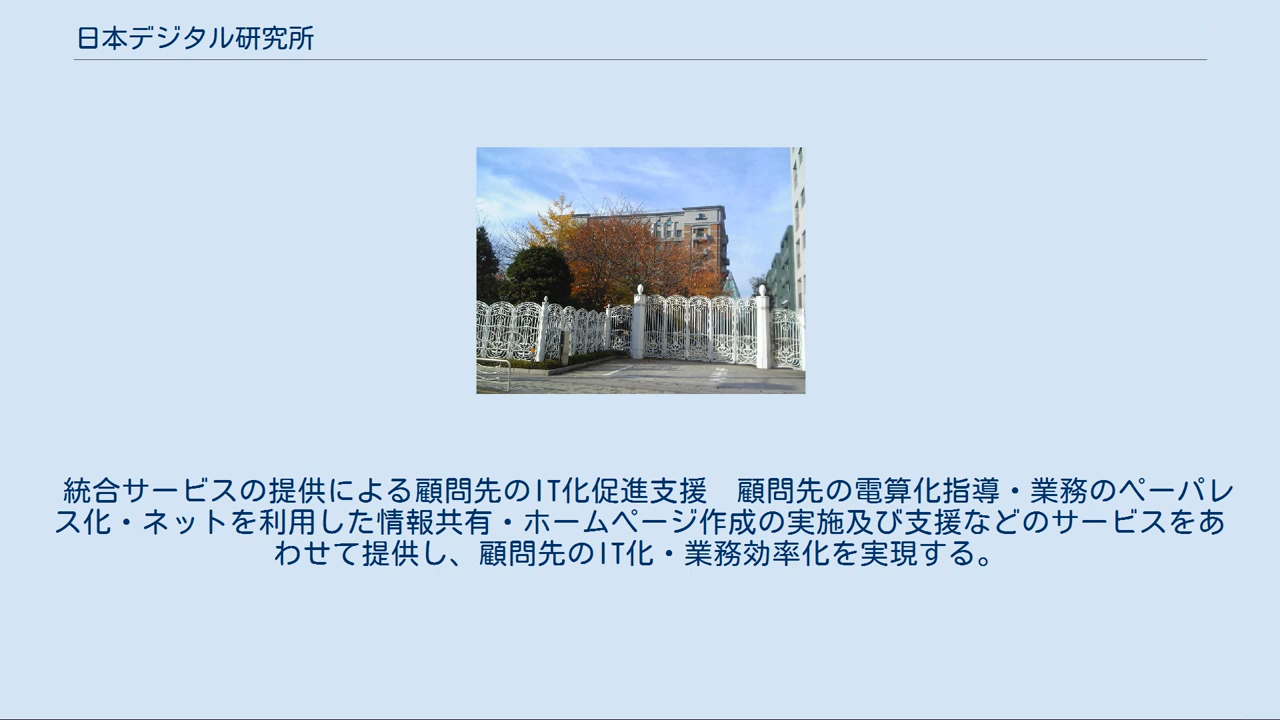 日本デジタル研究所
統合サービスの提供による顧問先のIT化促進支援　顧問先の電算化指導・業務のペーパレ
ス化・ネットを利用した情報共有・ホームページ作成の実施及び支援などのサービスをあ
わせて提供し、顧問先のIT化・業務効率化を実現する。